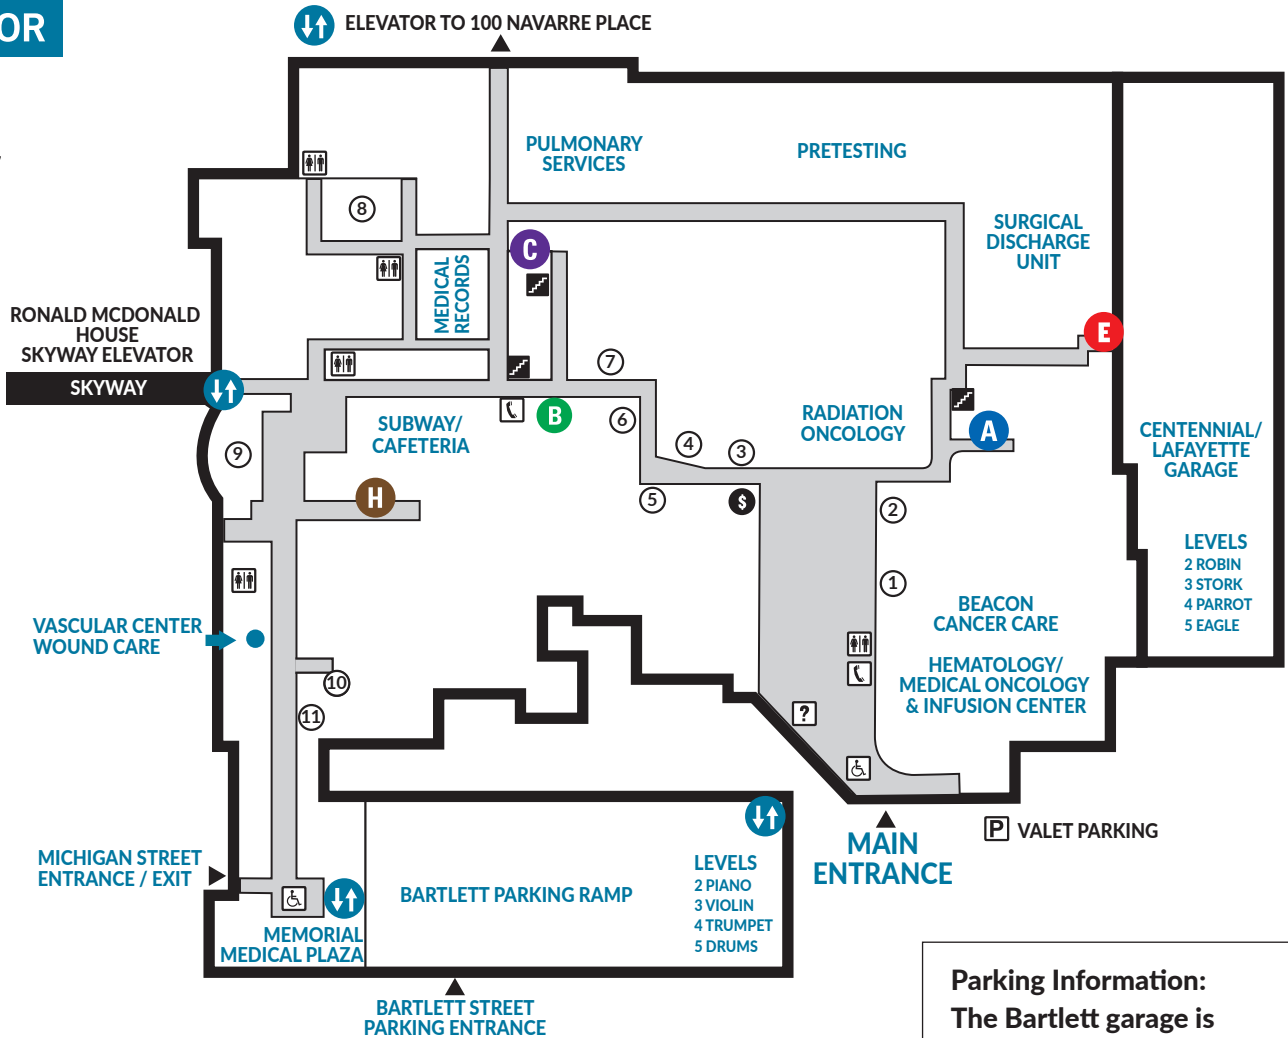 OR
ELEVATOR TO 100 NAVARRE PLACE
PULMONARY
SERVICES
PRETESTING
8
SURGICAL
DISCHARGE
UNIT
C
MEDICAL
RECORDS
RONALD MCDONALD
HOUSE
SKYWAY ELEVATOR
SKYWAY
E
7
B
6
SUBWAY/
CAFETERIA
RADIATION
ONCOLOGY
A
4
3
9
CENTENNIAL/
LAFAYETTE
GARAGE
H
5
$
2
LEVELS
2 ROBIN
3 STORK
4 PARROT
5 EAGLE
1
BEACON
CANCER CARE
HEMATOLOGY/
MEDICAL ONCOLOGY
& INFUSION CENTER
VASCULAR CENTER
WOUND CARE
10
11
?
P VALET PARKING
MAIN
ENTRANCE
MICHIGAN STREET
ENTRANCE / EXIT
BARTLETT PARKING RAMP
LEVELS
2 PIANO
3 VIOLIN
4 TRUMPET
5 DRUMS
MEMORIAL
MEDICAL PLAZA
BARTLETT STREET
PARKING ENTRANCE
Parking Information:
The Bartlett garage is